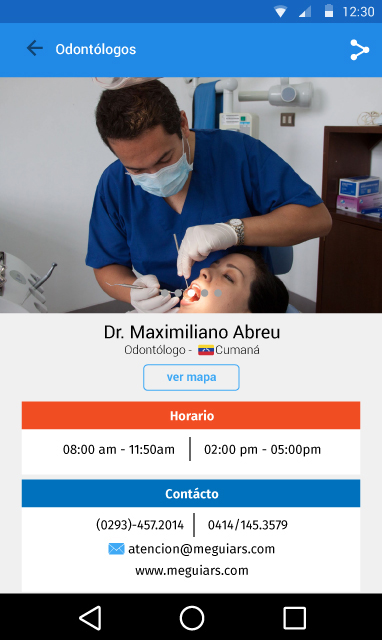 12:30
Odontólogos
Dr. Maximiliano Abreu
Odontólogo - Cumaná
ver mapa
Horario
08:00 am - 11:50am 02:00 pm - 05:00pm
Contácto
(0293)-457.2014 0414/145.3579
atencion@meguiars.com
www.meguiars.com